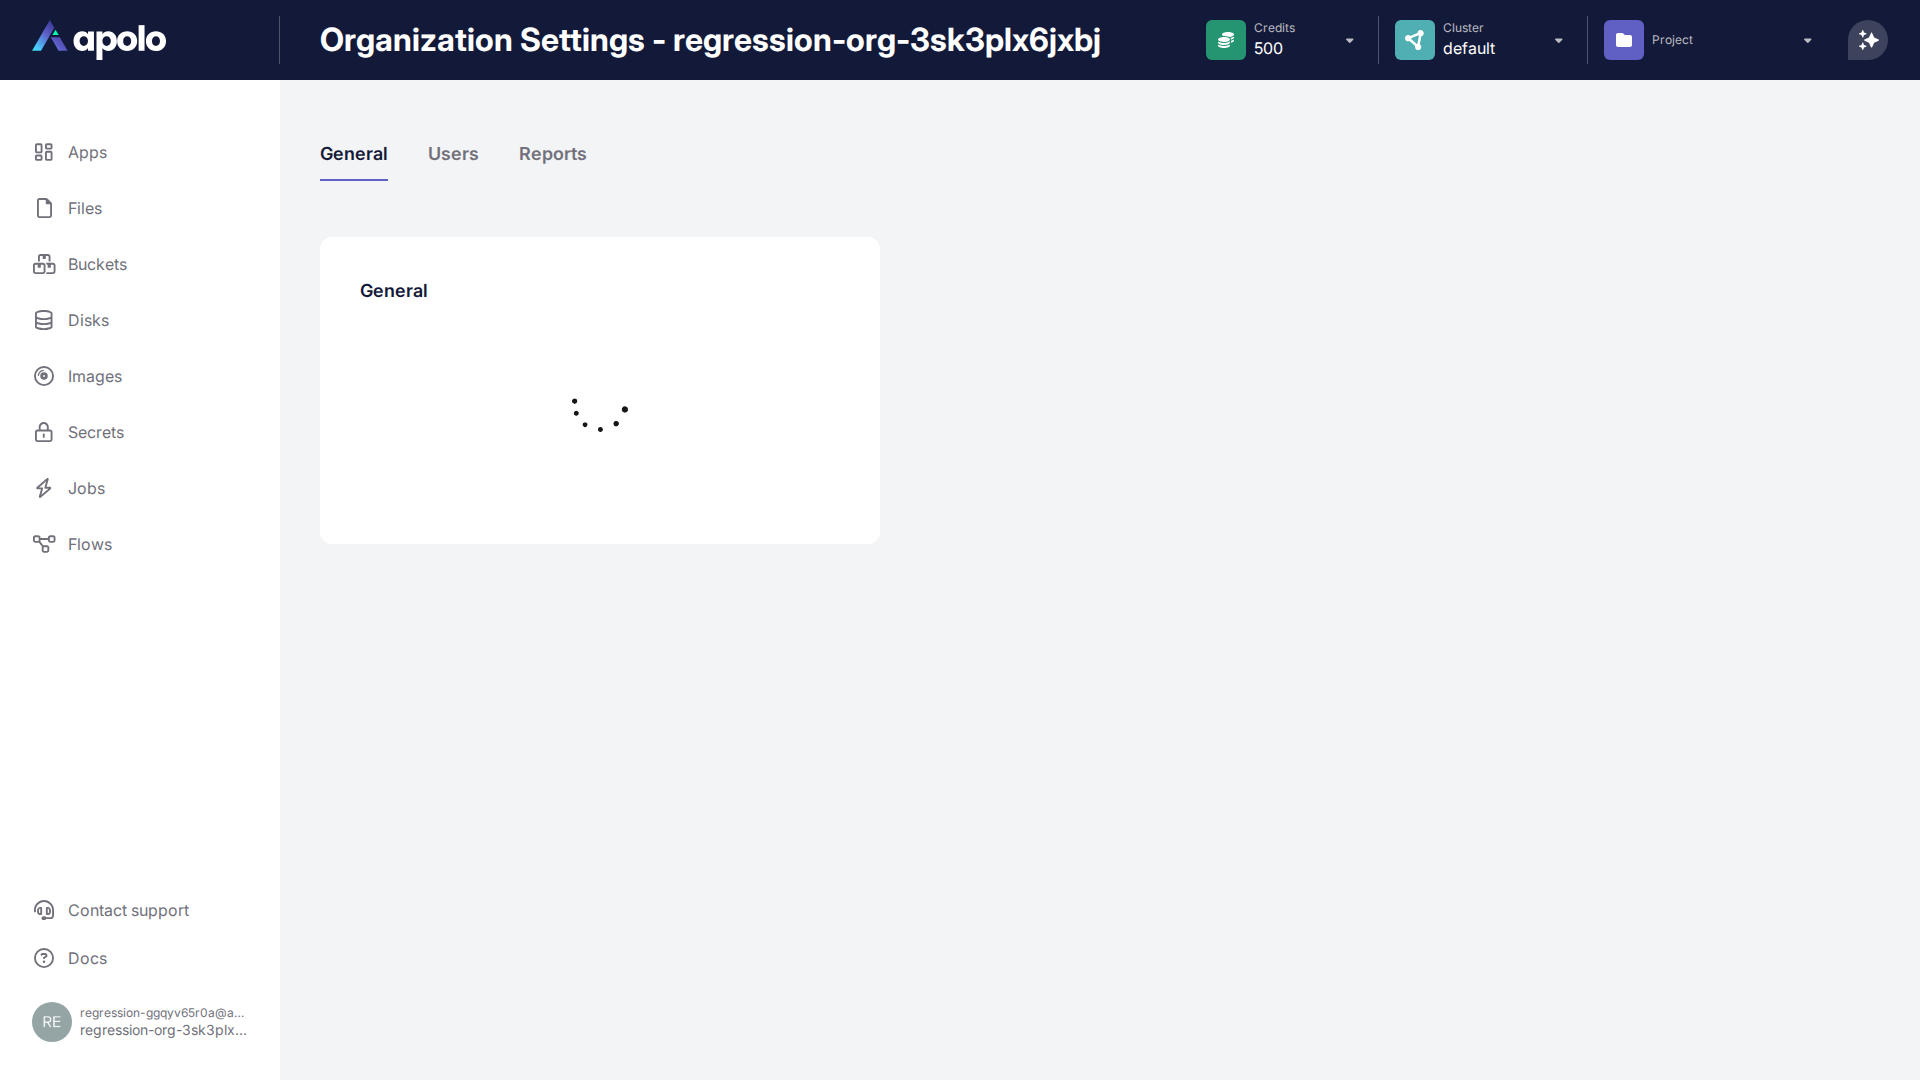 apolo
Organization Settings - regression-org-3sk3plx6jxbj
Credits
500
Cluster
default
Project
Apps
Files
Buckets
Disks
Images
Secrets
Jobs
Flows
General
Users
Reports
General
Contact support
Docs
RE
regression-ggqyv65r0a@a...
regression-org-3sk3plx...